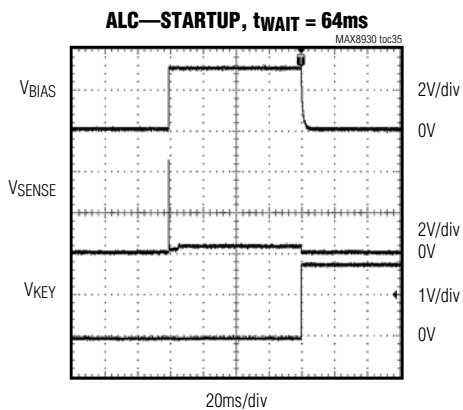 ALC—STARTUP, tWAIT = 64ms
MAX8930 toc35
VBIAS
2V/div
0V
VSENSE
2V/div
0V
VKEY
1V/div
0V
20ms/div